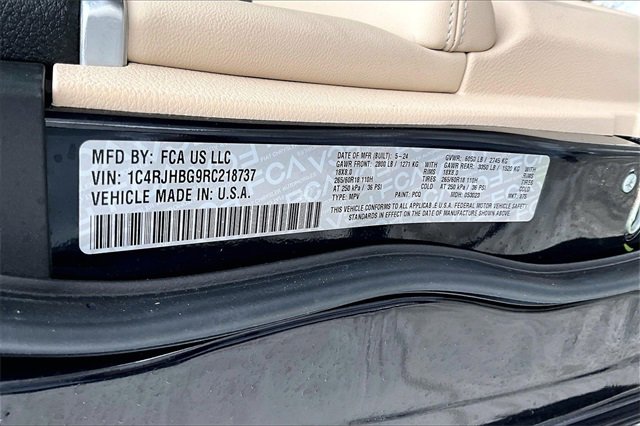 MFD BY: FCA US LLC
VIN: 1C4RJHBG9RC218737
VEHICLE MADE IN: U.S.A.
DATE OF MFR (BUILT): 5-24
GVWR: 6050 LB / 2745 KG
GAWR FRONT: 2800 LB / 1271 KG
GAWR REAR: 3350 LB / 1520 KG
18X8.0 RIMS 18X8.0
265/60R18 110H TIRES 265/60R18 110H
AT 250 kPa / 36 PSI TIRES AT 250 kPa / 36 PSI
TYPE: MPV PAINT: PCQ MDH: MKT:
THIS VEHICLE CONFORMS TO ALL APPLICABLE U.S.A. FEDERAL MOTOR VEHICLE SAFETY
STANDARDS IN EFFECT ON THE DATE OF MANUFACTURE SHOWN ABOVE.